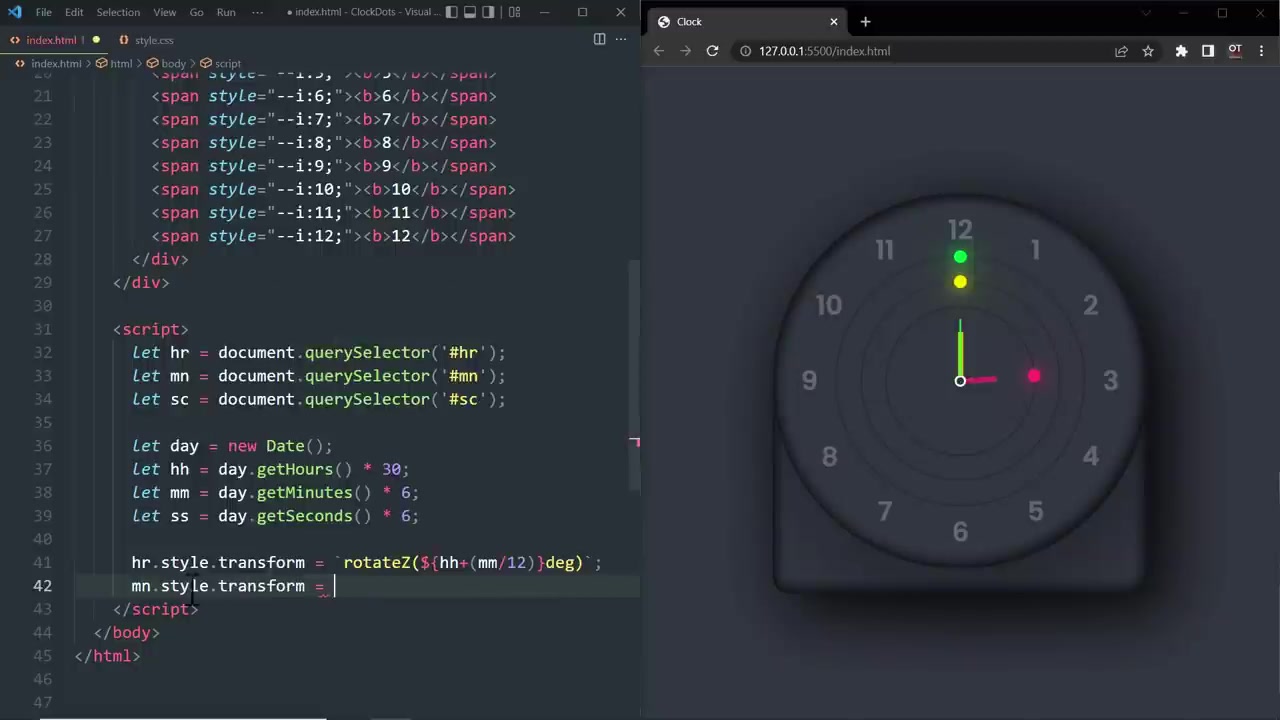 File Edit Selection View Go Run ··· ● index.html - ClockDots - Visual ...
index.html ● style.css
index.html > html > body > script
21 <span style="--i:6;"><b>6</b></span>
22 <span style="--i:7;"><b>7</b></span>
23 <span style="--i:8;"><b>8</b></span>
24 <span style="--i:9;"><b>9</b></span>
25 <span style="--i:10;"><b>10</b></span>
26 <span style="--i:11;"><b>11</b></span>
27 <span style="--i:12;"><b>12</b></span>
28 </div>
29 </div>
30
31 <script>
32 let hr = document.querySelector('#hr');
33 let mn = document.querySelector('#mn');
34 let sc = document.querySelector('#sc');
35
36 let day = new Date();
37 let hh = day.getHours() * 30;
38 let mm = day.getMinutes() * 6;
39 let ss = day.getSeconds() * 6;
40
41 hr.style.transform = `rotateZ(${hh+(mm/12)}deg)`;
42 mn.style.transform =
43 </script>
44 </body>
45 </html>
46
47
Clock
127.0.0.1:5500/index.html
OT
12
11 1
10 2
9 3
8 4
7 5
6